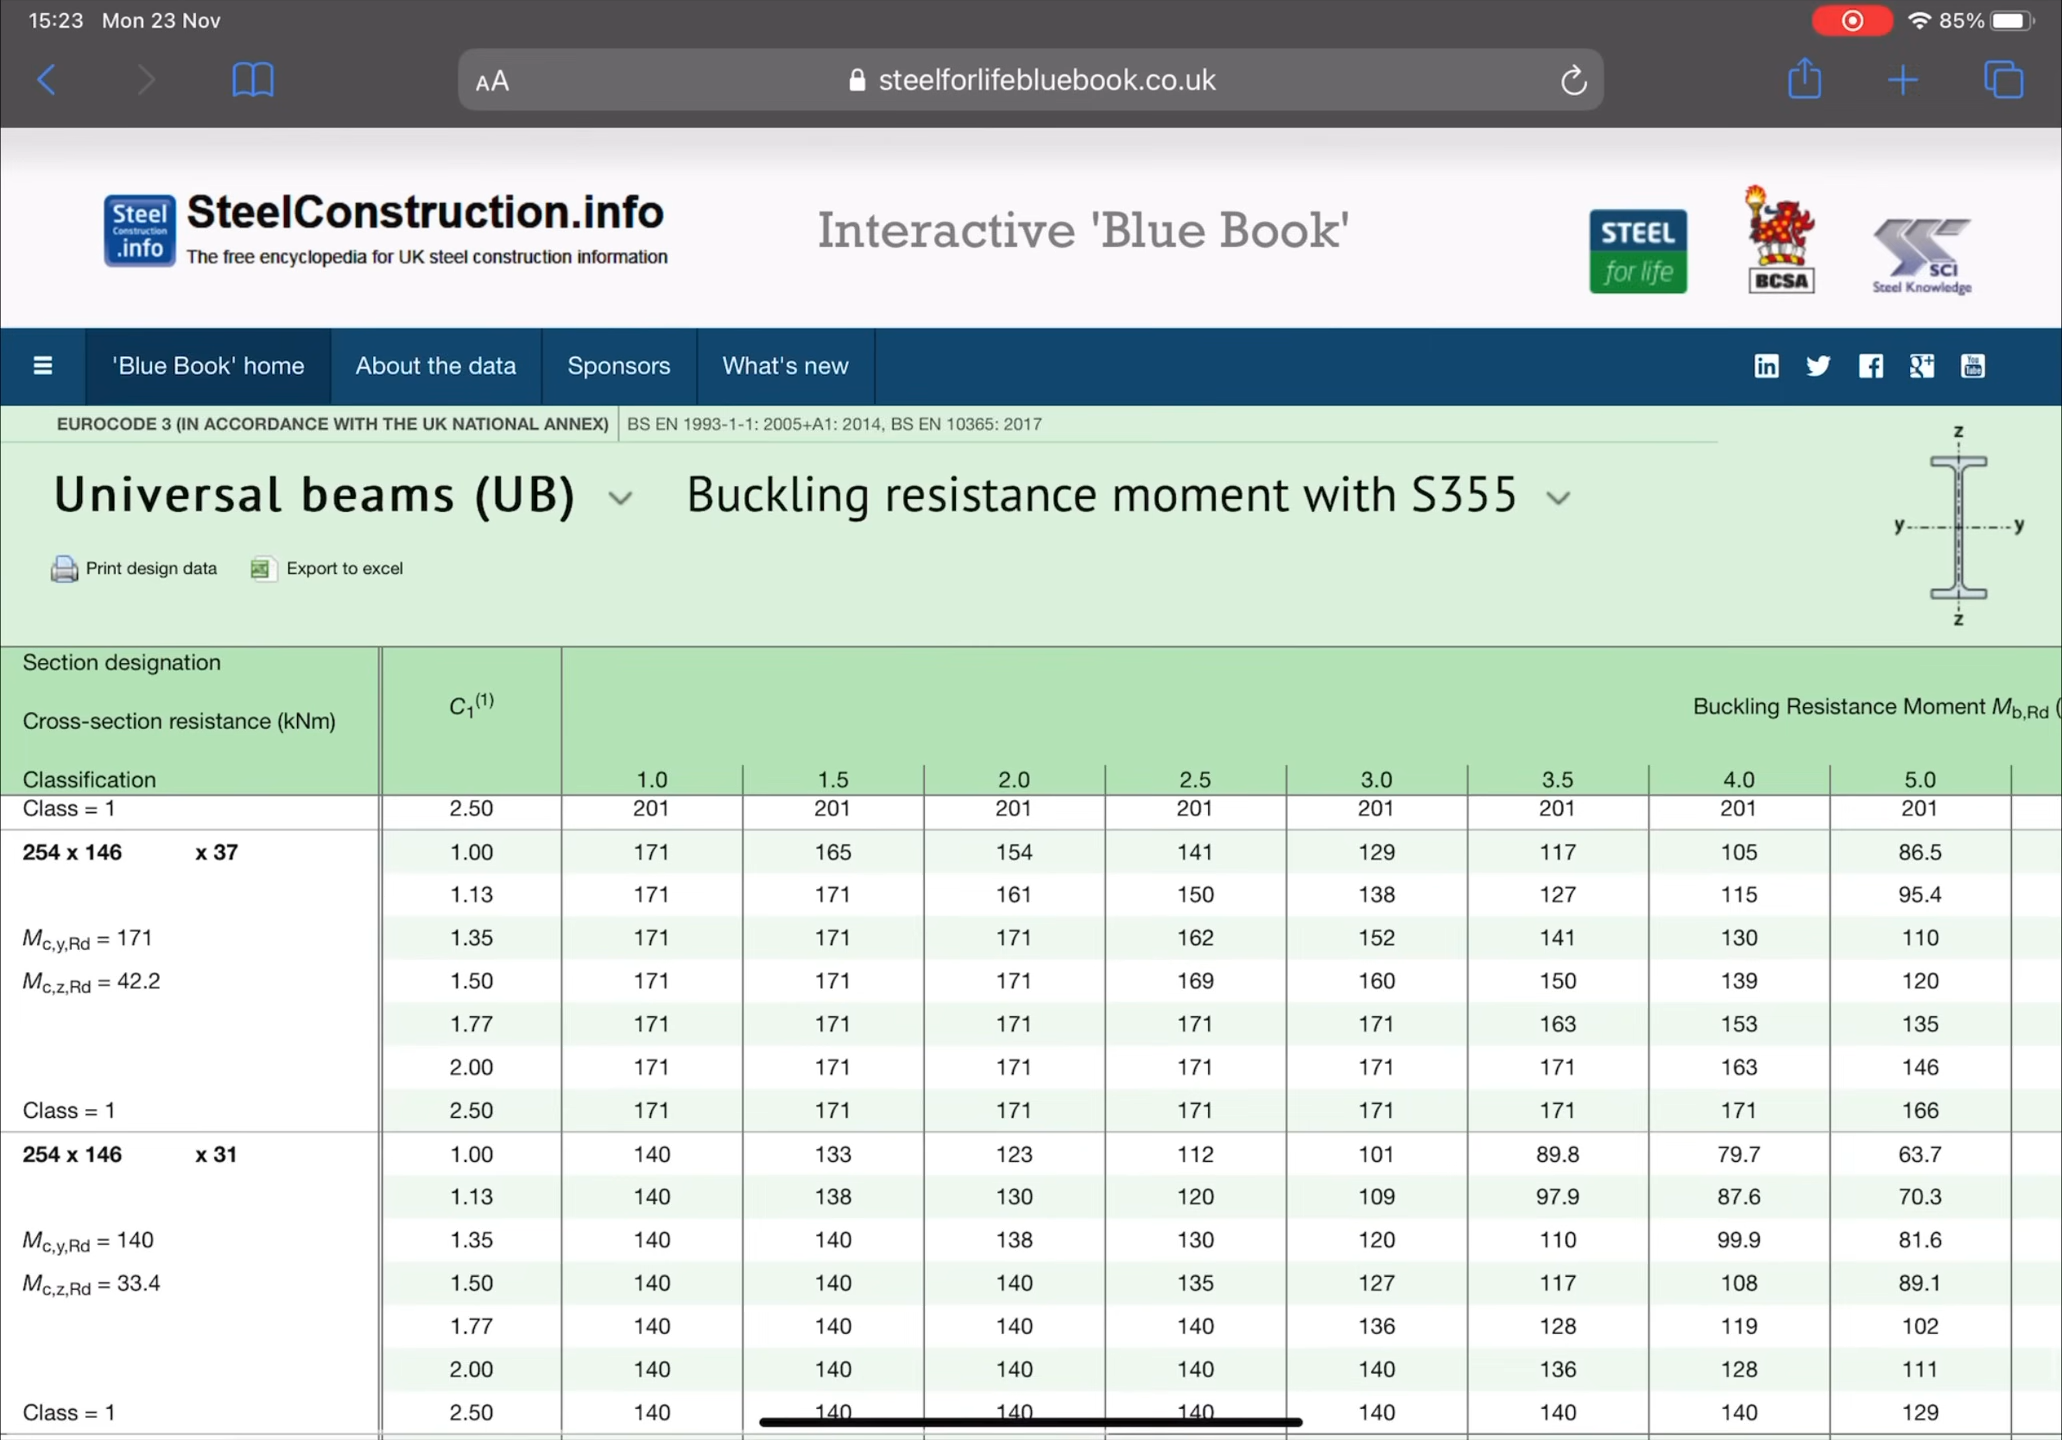 15:23 Mon 23 Nov 85%
AA steelforlifebluebook.co.uk
Steel Construction .info
SteelConstruction.info
The free encyclopedia for UK steel construction information
Interactive 'Blue Book'
STEEL for life
BCSA
SCI
Steel Knowledge
'Blue Book' home About the data Sponsors What's new
in f g+ You Tube
EUROCODE 3 (IN ACCORDANCE WITH THE UK NATIONAL ANNEX) BS EN 1993-1-1: 2005+A1: 2014, BS EN 10365: 2017
Universal beams (UB) Buckling resistance moment with S355
Print design data Export to excel
z
y y
z
Section designation
Cross-section resistance (kNm) C1(1) Buckling Resistance Moment Mb,Rd (
Classification 1.0 1.5 2.0 2.5 3.0 3.5 4.0 5.0
Class = 1 2.50 201 201 201 201 201 201 201 201
254 x 146 x 37 1.00 171 165 154 141 129 117 105 86.5
1.13 171 171 161 150 138 127 115 95.4
Mc,y,Rd = 171 1.35 171 171 171 162 152 141 130 110
Mc,z,Rd = 42.2 1.50 171 171 171 169 160 150 139 120
1.77 171 171 171 171 171 163 153 135
2.00 171 171 171 171 171 171 163 146
Class = 1 2.50 171 171 171 171 171 171 171 166
254 x 146 x 31 1.00 140 133 123 112 101 89.8 79.7 63.7
1.13 140 138 130 120 109 97.9 87.6 70.3
Mc,y,Rd = 140 1.35 140 140 138 130 120 110 99.9 81.6
Mc,z,Rd = 33.4 1.50 140 140 140 135 127 117 108 89.1
1.77 140 140 140 140 136 128 119 102
2.00 140 140 140 140 140 136 128 111
Class = 1 2.50 140 140 140 140 140 140 140 129